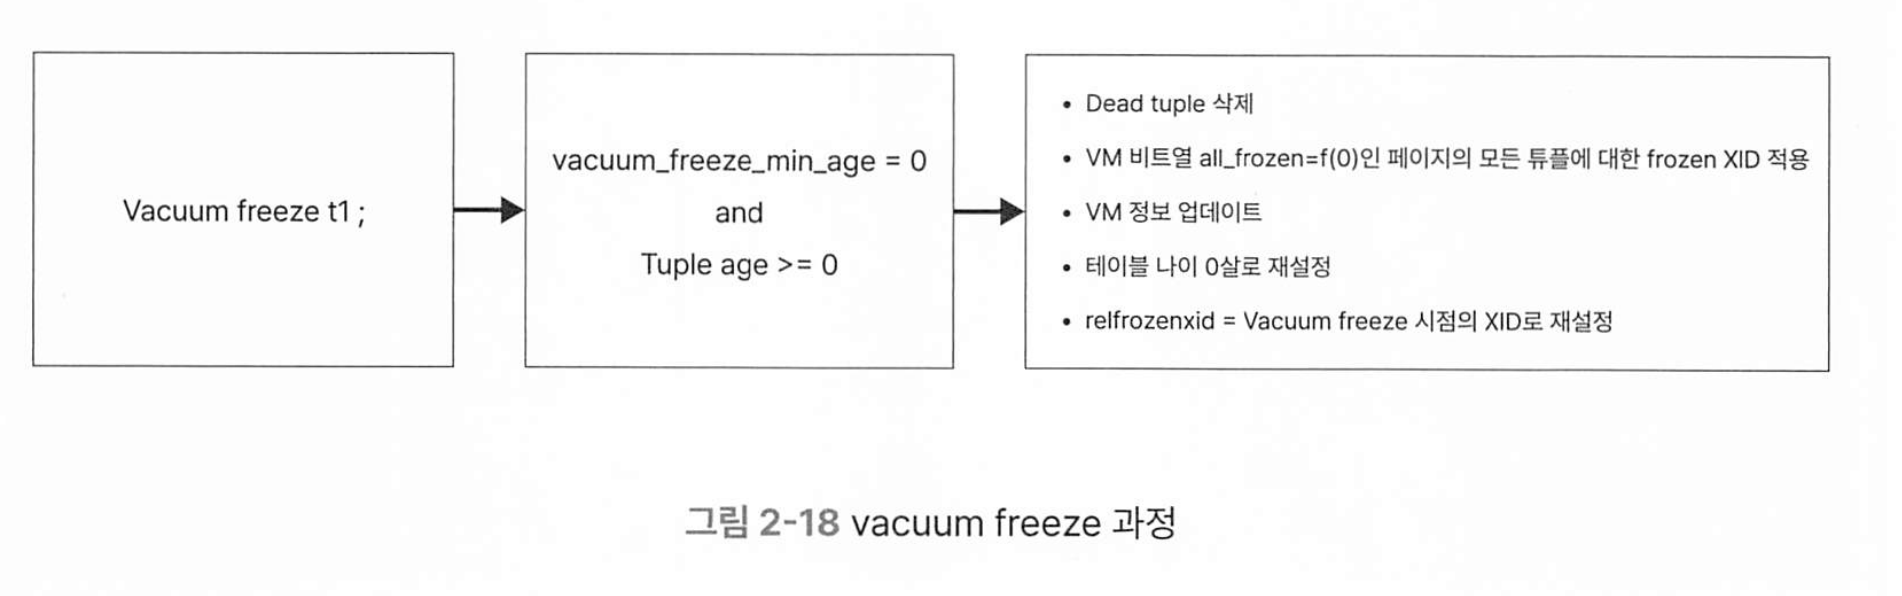 Vacuum freeze t1 ;
vacuum_freeze_min_age = 0
and
Tuple age >= 0
• Dead tuple 삭제
• VM 비트열 all_frozen=f(0)인 페이지의 모든 튜플에 대한 frozen XID 적용
• VM 정보 업데이트
• 테이블 나이 0살로 재설정
• relfrozenxid = Vacuum freeze 시점의 XID로 재설정
그림 2-18 vacuum freeze 과정